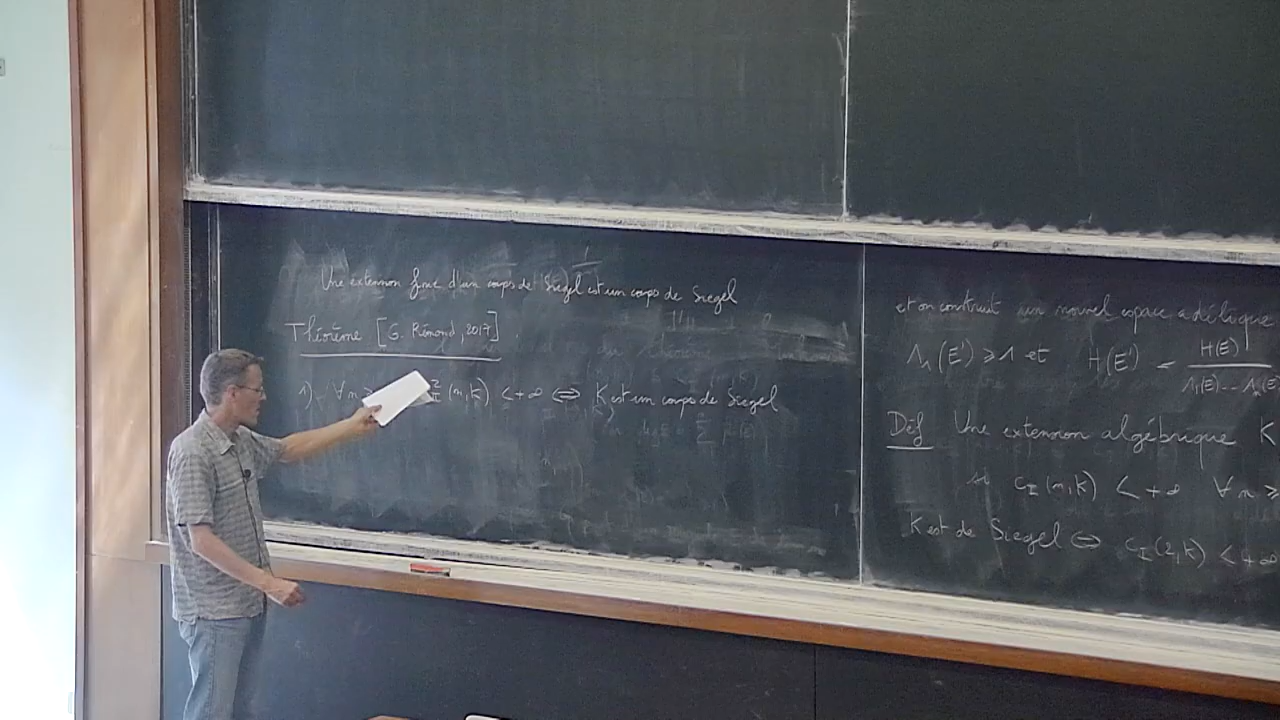 Une extension finie d'un corps de Siegel est un corps de Siegel
Théorème [G. Rémond, 2017].
1) ∀n (n,K) < +∞ ⇔ K est un corps de Siegel
et on construit un nouvel espace adélique
Λ₁(E') ≥ 1 et H(E') = H(E) / Λ₁(E)...Λₙ(E)
Déf Une extension algébrique K
si c_I(n,K) < +∞ ∀n ≥
K est de Siegel ⇔ c_I(2,K) < +∞